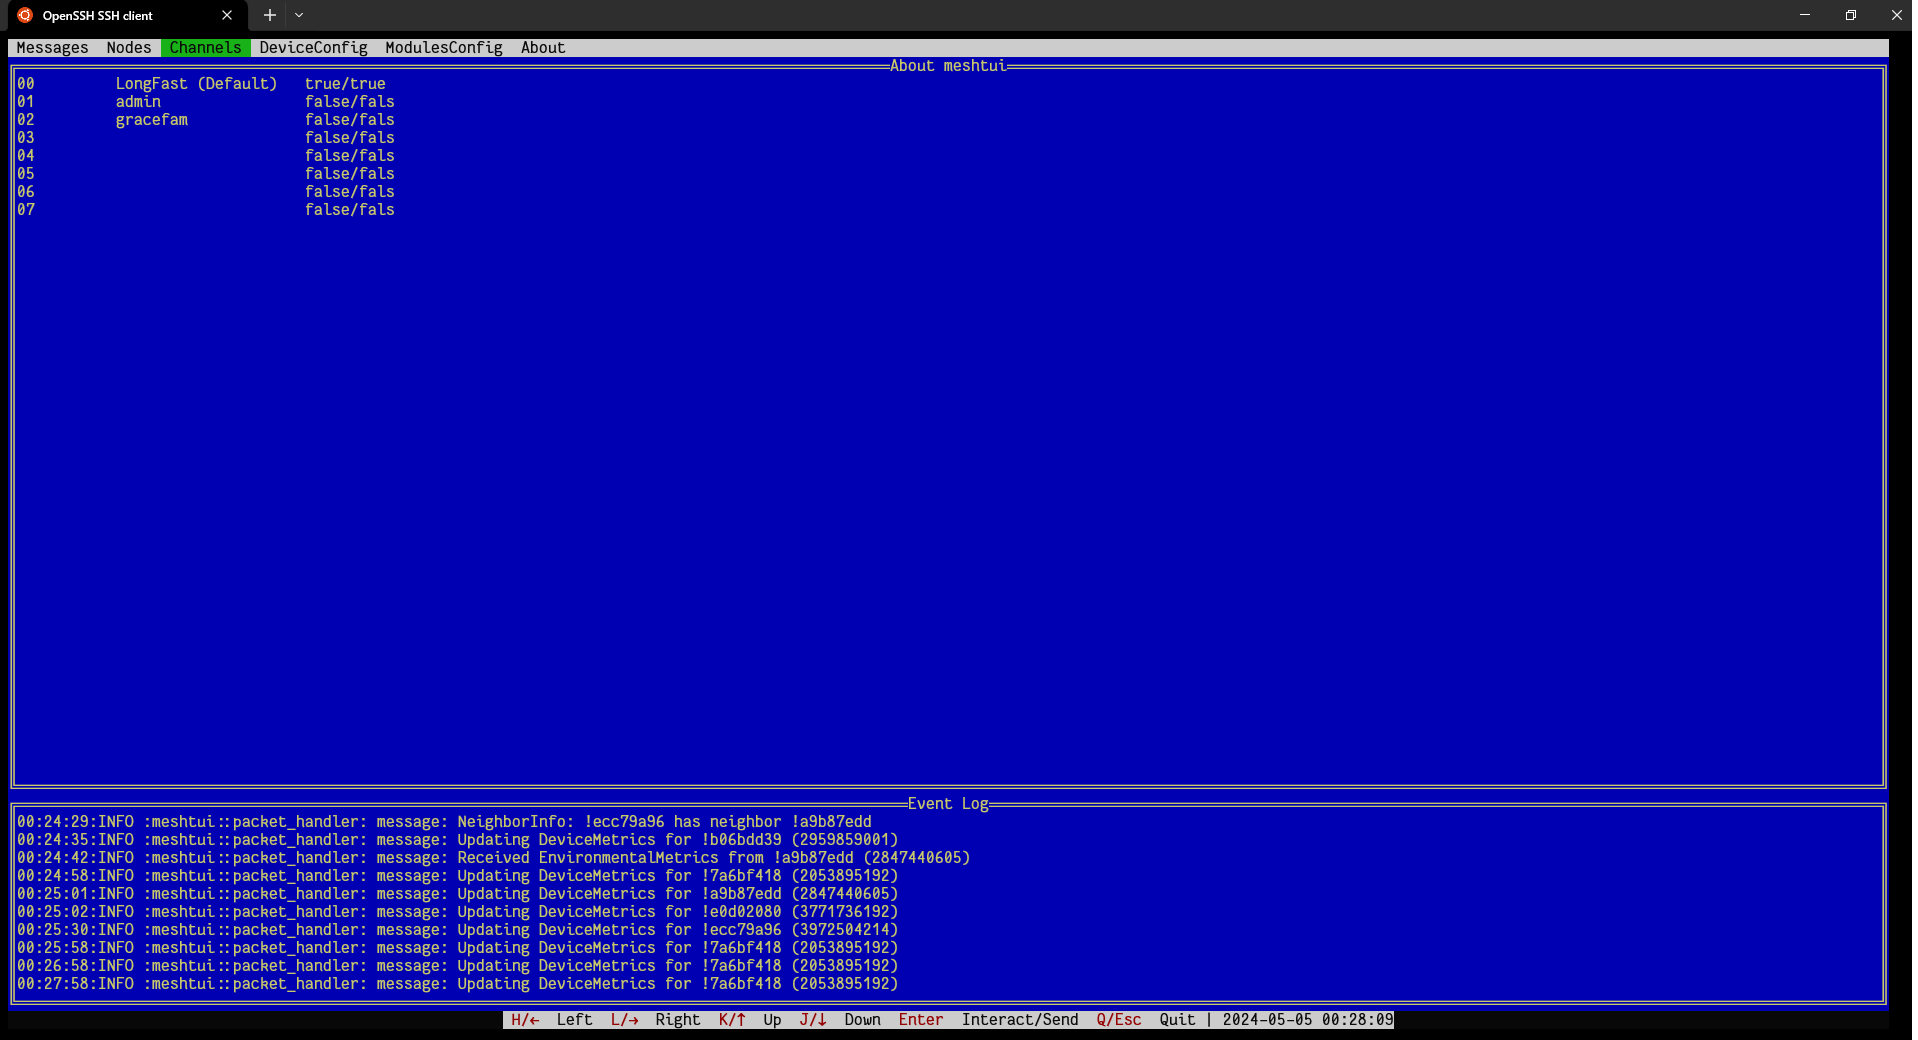 OpenSSH SSH client
Messages Nodes Channels DeviceConfig ModulesConfig About
About meshtui
00 LongFast (Default) true/true
01 admin false/fals
02 gracefam false/fals
03 false/fals
04 false/fals
05 false/fals
06 false/fals
07 false/fals
Event Log
00:24:29:INFO :meshtui::packet_handler: message: NeighborInfo: !ecc79a96 has neighbor !a9b87edd
00:24:35:INFO :meshtui::packet_handler: message: Updating DeviceMetrics for !b06bdd39 (2959859001)
00:24:42:INFO :meshtui::packet_handler: message: Received EnvironmentalMetrics from !a9b87edd (2847440605)
00:24:58:INFO :meshtui::packet_handler: message: Updating DeviceMetrics for !7a6bf418 (2053895192)
00:25:01:INFO :meshtui::packet_handler: message: Updating DeviceMetrics for !a9b87edd (2847440605)
00:25:02:INFO :meshtui::packet_handler: message: Updating DeviceMetrics for !e0d02080 (3771736192)
00:25:30:INFO :meshtui::packet_handler: message: Updating DeviceMetrics for !ecc79a96 (3972504214)
00:25:58:INFO :meshtui::packet_handler: message: Updating DeviceMetrics for !7a6bf418 (2053895192)
00:26:58:INFO :meshtui::packet_handler: message: Updating DeviceMetrics for !7a6bf418 (2053895192)
00:27:58:INFO :meshtui::packet_handler: message: Updating DeviceMetrics for !7a6bf418 (2053895192)
H/← Left L/→ Right K/↑ Up J/↓ Down Enter Interact/Send Q/Esc Quit | 2024-05-05 00:28:09